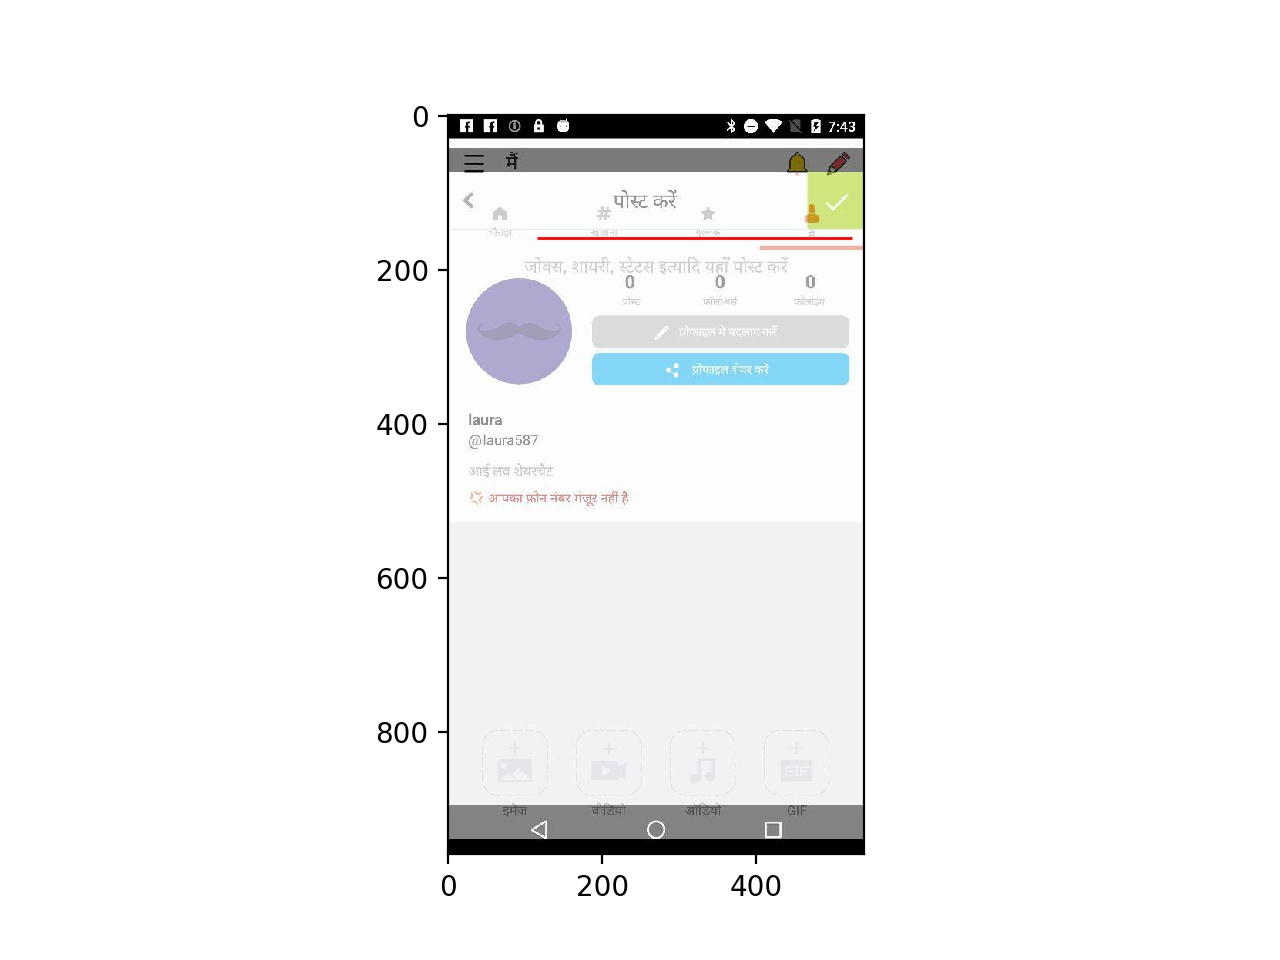 0
7:43
मैं
पोस्ट करें
जोक्स, शायरी, स्टेटस इत्यादि यहाँ पोस्ट करें
200
0 0 0
पोस्ट फॉलोअर्स फॉलोइंग
प्रोफाइल में बदलाव करें
प्रोफाइल शेयर करें
400
laura
@laura587
आई लव शेयरचैट
आपका फ़ोन नंबर मंजूर नहीं है
600
800
GIF
इमेज वीडियो ऑडियो GIF
0 200 400